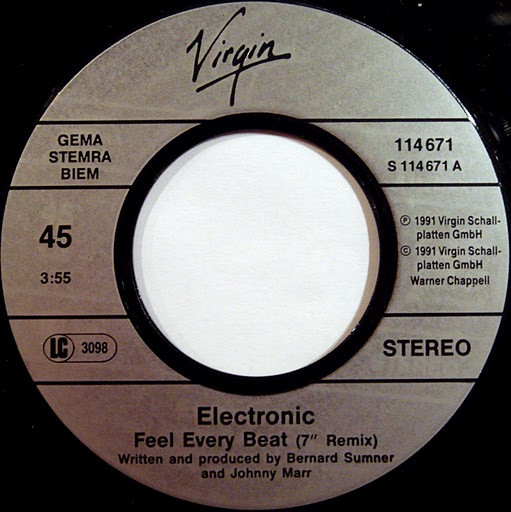 Virgin
GEMA
STEMRA
BIEM
114 671
S 114 671 A
45
3:55
℗ 1991 Virgin Schall-
platten GmbH
© 1991 Virgin Schall-
platten GmbH
Warner Chappell
LC 3098
STEREO
Electronic
Feel Every Beat (7" Remix)
Written and produced by Bernard Sumner
and Johnny Marr